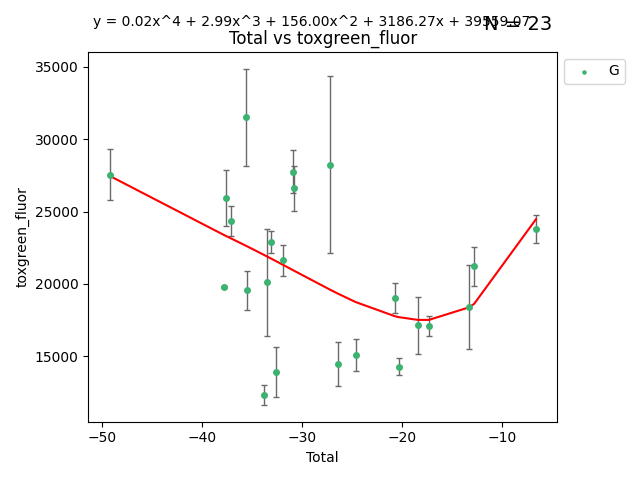 y = 0.02x^4 + 2.99x^3 + 156.00x^2 + 3186.27x + 39559.07
N = 23
Total vs toxgreen_fluor
G
35000
30000
25000
20000
15000
toxgreen_fluor
−50
−40
−30
−20
−10
Total